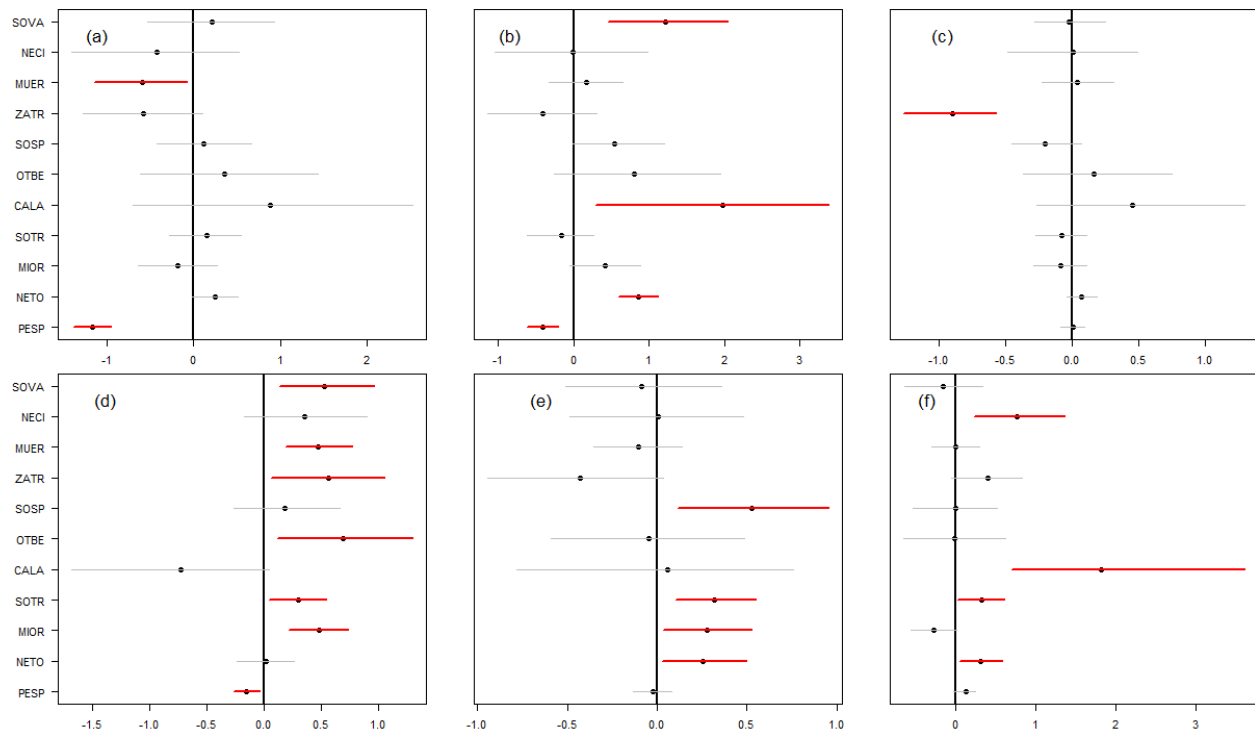 SOVA
NECI
MUER
ZATR
SOSP
OTBE
CALA
SOTR
MIOR
NETO
PESP
(a)
-1 0 1 2
(b)
-1 0 1 2 3
(c)
-1.0 -0.5 0.0 0.5 1.0
SOVA
NECI
MUER
ZATR
SOSP
OTBE
CALA
SOTR
MIOR
NETO
PESP
(d)
-1.5 -1.0 -0.5 0.0 0.5 1.0
(e)
-1.0 -0.5 0.0 0.5 1.0
(f)
0 1 2 3